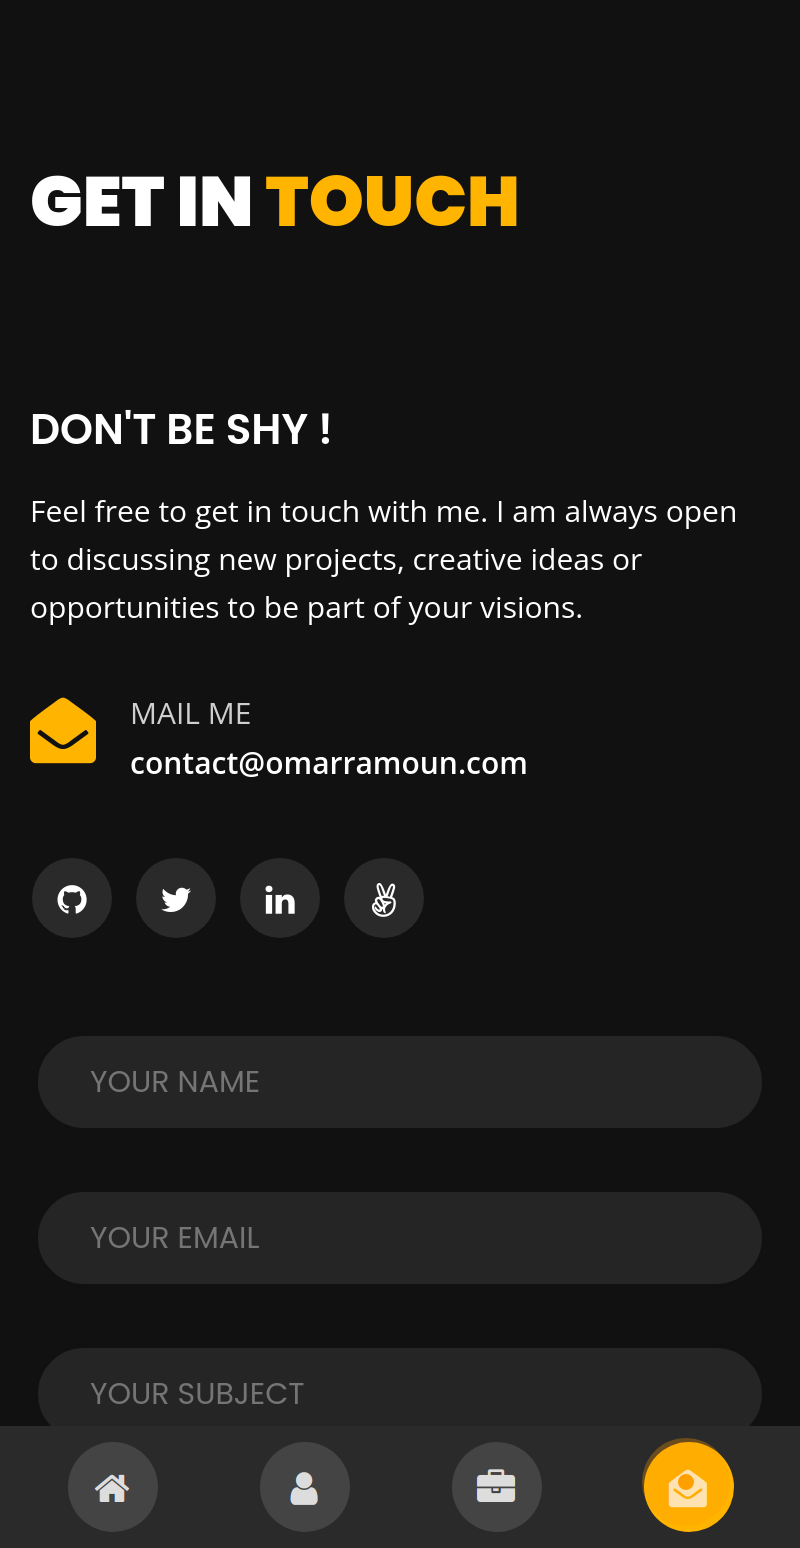 GET IN TOUCH
DON'T BE SHY !
Feel free to get in touch with me. I am always open
to discussing new projects, creative ideas or
opportunities to be part of your visions.
MAIL ME
contact@omarramoun.com
YOUR NAME
YOUR EMAIL
YOUR SUBJECT